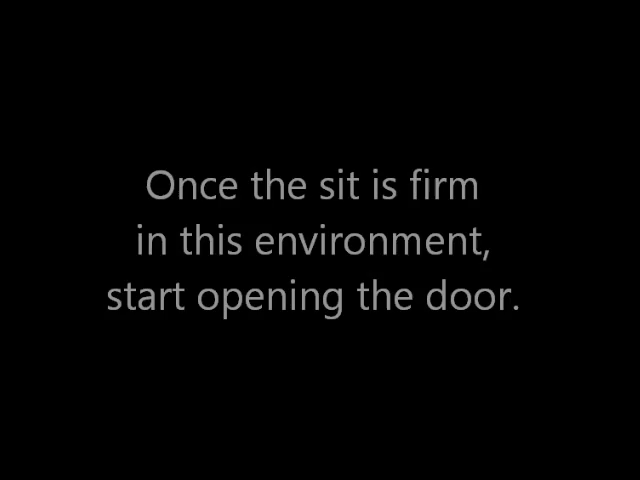 Once the sit is firm
in this environment,
start opening the door.